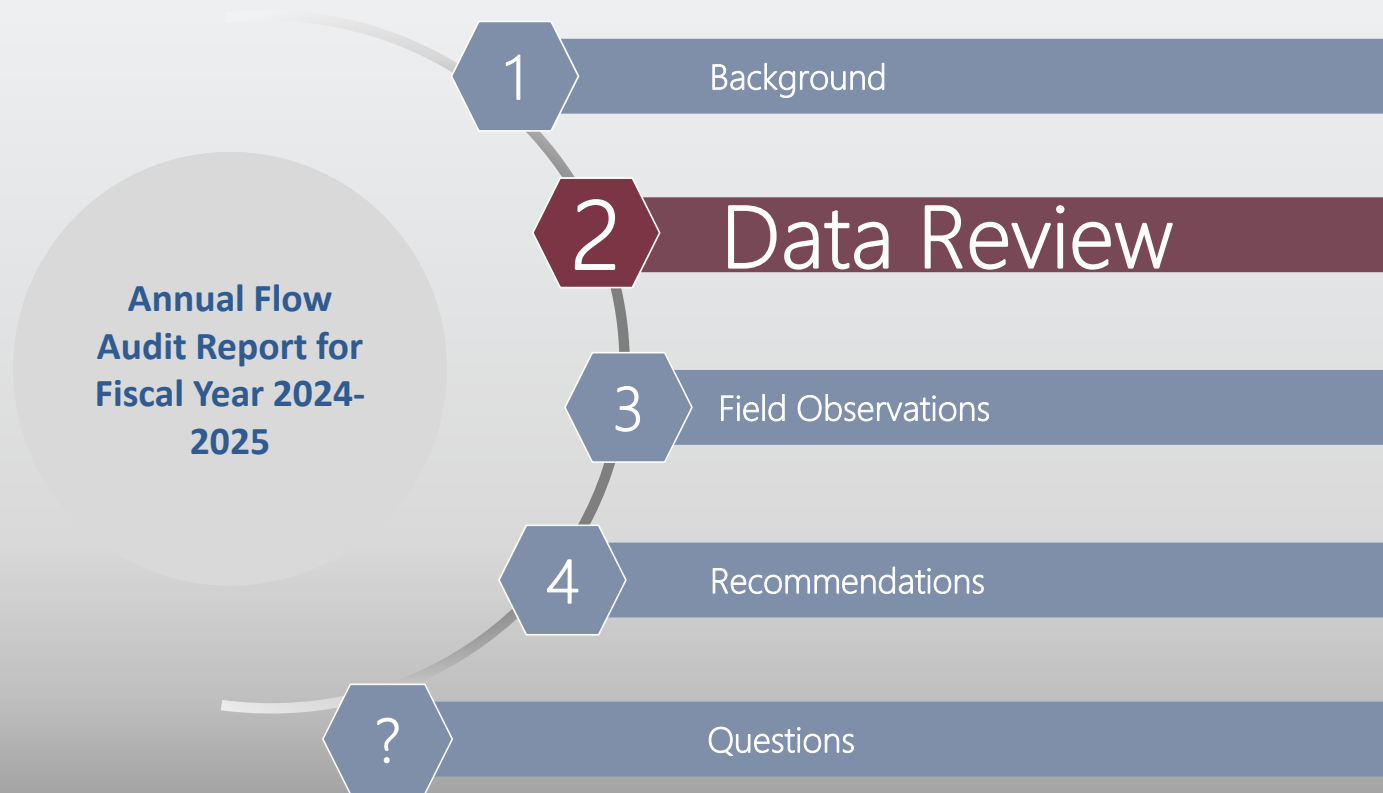 Annual Flow
Audit Report for
Fiscal Year 2024-
2025
1
Background
2
Data Review
3
Field Observations
4
Recommendations
?
Questions